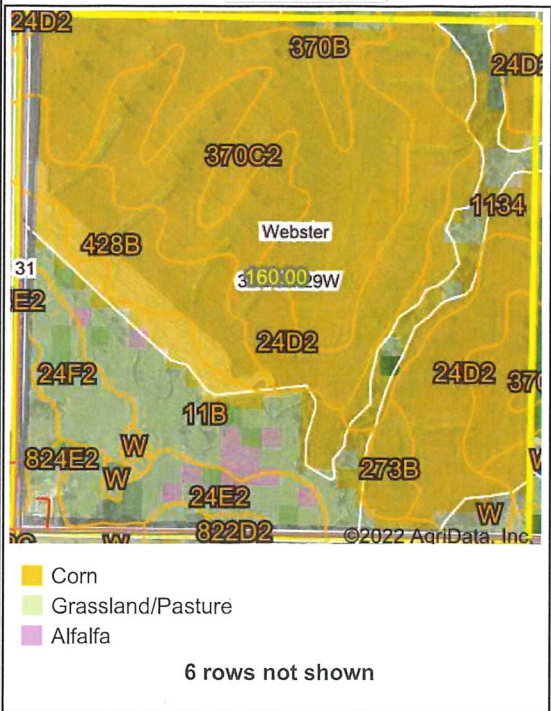 24D2
370B
24D2
370C2
1134
Webster
428B
31
160.00
29W
E2
24D2
24F2
24D2
370
11B
W
824E2
W
273B
W
24E2
W
822D2
W
©2022 AgriData, Inc.
Corn
Grassland/Pasture
Alfalfa
6 rows not shown